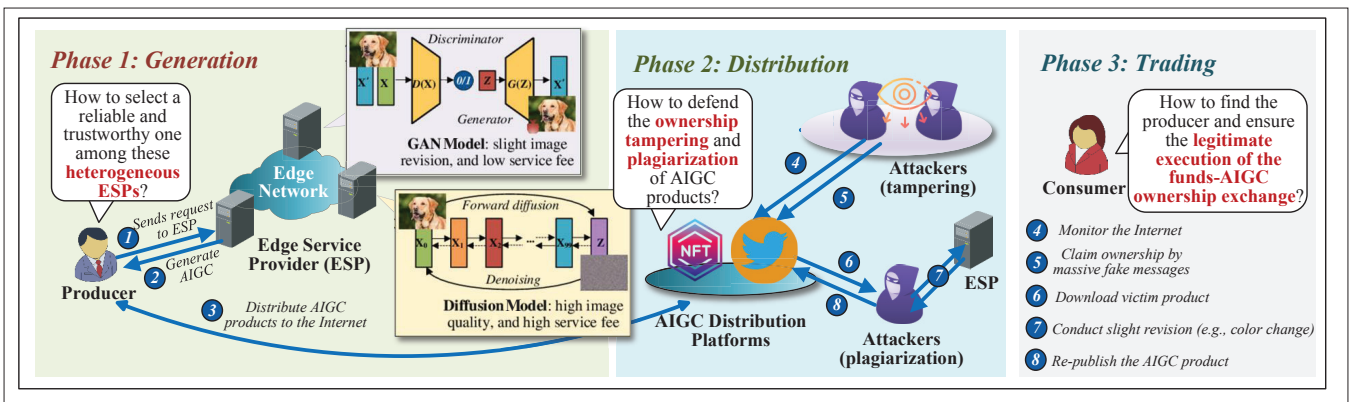 Phase 1: Generation
How to select a
reliable and
trustworthy one
among these
heterogeneous
ESPs?
1
Sends request
to ESP
2
Generate
AIGC
Producer
3
Distribute AIGC
products to the Internet
Edge
Network
Edge Service
Provider (ESP)
Discriminator
X'
X
D(X)
0/1
Z
G(Z)
X'
Generator
GAN Model: slight image
revision, and low service fee
Forward diffusion
X0
X1
X2
...
X99
Z
Denoising
Diffusion Model: high image
quality, and high service fee
Phase 2: Distribution
How to defend
the ownership
tampering and
plagiarization
of AIGC
products?
4
5
Attackers
(tampering)
NFT
6
7
8
ESP
AIGC Distribution
Platforms
Attackers
(plagiarization)
Phase 3: Trading
Consumer
How to find the
producer and ensure
the legitimate
execution of the
funds-AIGC
ownership exchange?
4 Monitor the Internet
5 Claim ownership by
massive fake messages
6 Download victim product
7 Conduct slight revision (e.g., color change)
8 Re-publish the AIGC product